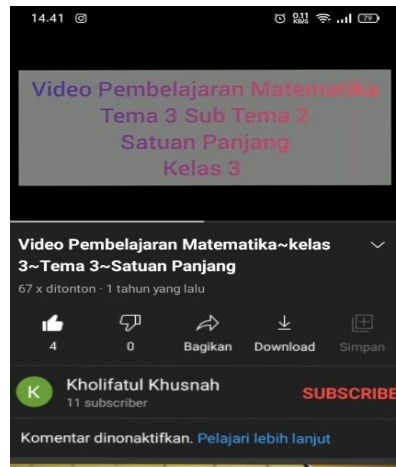 14.41
0.11
KB/S
79
Video Pembelajaran Matematika
Tema 3 Sub Tema 2
Satuan Panjang
Kelas 3
Video Pembelajaran Matematika~kelas
3~Tema 3~Satuan Panjang
67 x ditonton · 1 tahun yang lalu
4 0 Bagikan Download Simpan
K
Kholifatul Khusnah
SUBSCRIBE
11 subscriber
Komentar dinonaktifkan. Pelajari lebih lanjut